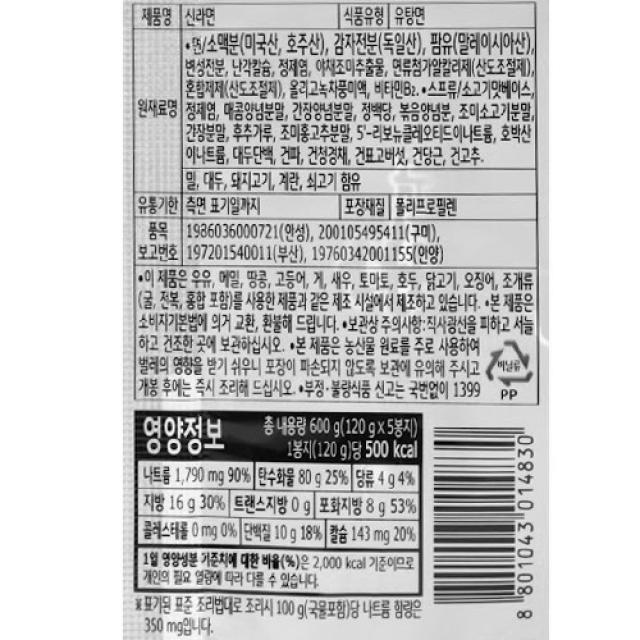 제품명 신라면 식품유형 유탕면
원재료명
•면/소맥분(미국산, 호주산), 감자전분(독일산), 팜유(말레이시아산),
변성전분, 난각칼슘, 정제염, 야채조미추출물, 면류첨가알칼리제(산도조절제),
혼합제제(산도조절제), 올리고녹차풍미액, 비타민B₂. •스프류/소고기맛베이스,
정제염, 매콤양념분말, 간장양념분말, 정백당, 볶음양념분, 조미소고기분말,
간장분말, 후추가루, 조미홍고추분말, 5'-리보뉴클레오티드이나트륨, 호박산
이나트륨, 대두단백, 건파, 건청경채, 건표고버섯, 건당근, 건고추.
밀, 대두, 돼지고기, 계란, 쇠고기 함유
유통기한 측면 표기일까지 포장재질 폴리프로필렌
품목 1986036000721(안성), 200105495411(구미),
보고번호 197201540011(부산), 19760342001155(안양)
•이 제품은 우유, 메밀, 땅콩, 고등어, 게, 새우, 토마토, 호두, 닭고기, 오징어, 조개류
(굴, 전복, 홍합 포함)를 사용한 제품과 같은 제조 시설에서 제조하고 있습니다. •본 제품은
소비자기본법에 의거 교환, 환불해 드립니다. •보관상 주의사항:직사광선을 피하고 서늘
하고 건조한 곳에 보관하십시오. •본 제품은 농산물 원료를 주로 사용하여
벌레의 영향을 받기 쉬우니 포장이 파손되지 않도록 보관에 유의해 주시고
개봉 후에는 즉시 조리해 드십시오. •부정·불량식품 신고는 국번없이 1399
비닐류
PP
영양정보
총 내용량 600 g(120 g x 5봉지)
1봉지(120 g)당 500 kcal
나트륨 1,790 mg 90% 탄수화물 80 g 25% 당류 4 g 4%
지방 16 g 30% 트랜스지방 0 g 포화지방 8 g 53%
콜레스테롤 0 mg 0% 단백질 10 g 18% 칼슘 143 mg 20%
1일 영양성분 기준치에 대한 비율(%)은 2,000 kcal 기준이므로
개인의 필요 열량에 따라 다를 수 있습니다.
※표기된 표준 조리법대로 조리시 100 g(국물포함)당 나트륨 함량은
350 mg입니다.
8 801043 014830